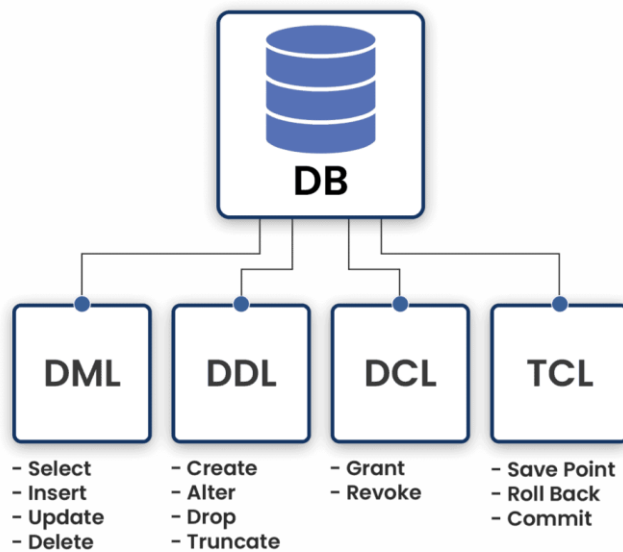 DB
DML
DDL
DCL
TCL
- Select
- Insert
- Update
- Delete
- Create
- Alter
- Drop
- Truncate
- Grant
- Revoke
- Save Point
- Roll Back
- Commit